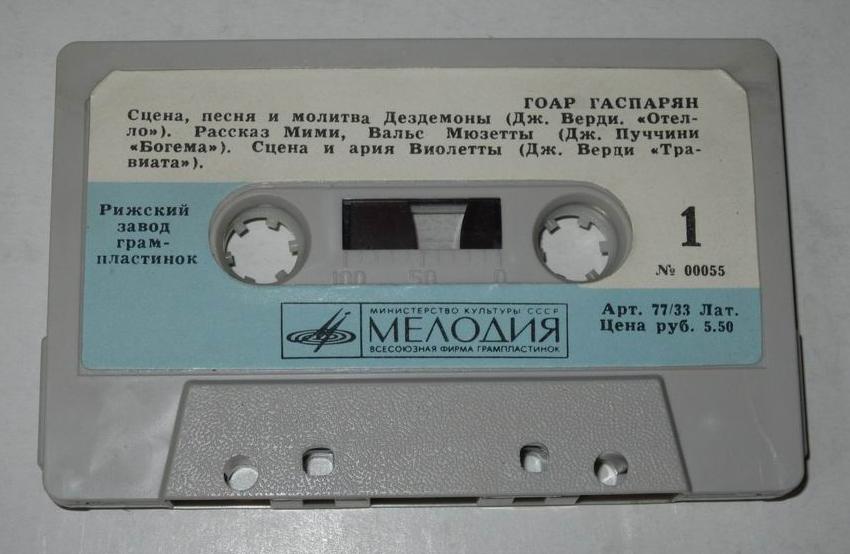 ГОАР ГАСПАРЯН
Сцена, песня и молитва Дездемоны (Дж. Верди. «Отел-
ло»). Рассказ Мими, Вальс Мюзетты (Дж. Пуччини
«Богема»). Сцена и ария Виолетты (Дж. Верди «Тра-
виата»).
Рижский
завод
грам-
пластинок
1
№ 00055
100 50 0
МИНИСТЕРСТВО КУЛЬТУРЫ СССР
МЕЛОДИЯ
ВСЕСОЮЗНАЯ ФИРМА ГРАМПЛАСТИНОК
Арт. 77/33 Лат.
Цена руб. 5.50